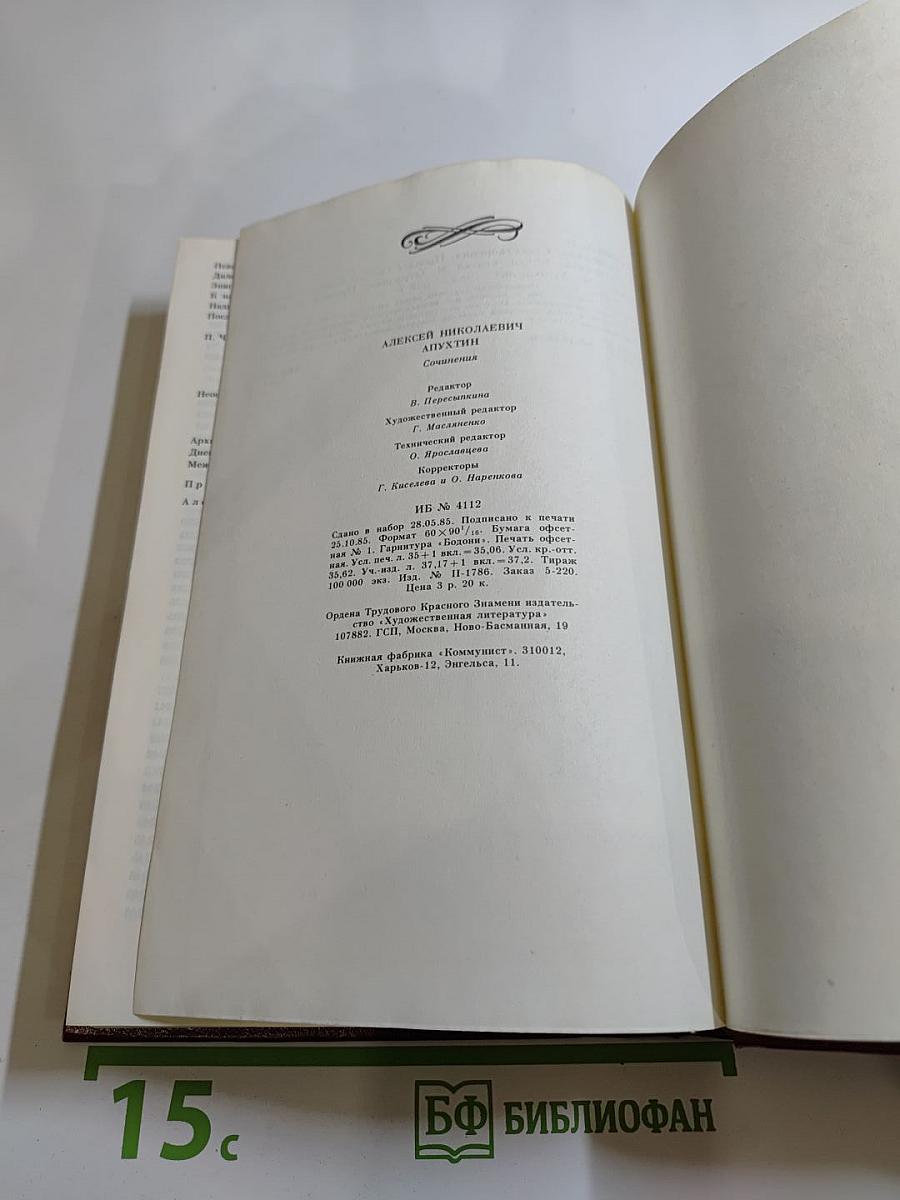 АЛЕКСЕЙ НИКОЛАЕВИЧ
АПУХТИН
Сочинения
Редактор
В. Пересыпкина
Художественный редактор
Г. Масляненко
Технический редактор
О. Ярославцева
Корректоры
Г. Киселева и О. Наренкова
ИБ № 4112
Сдано в набор 28.05.85. Подписано к печати
25.10.85. Формат 60×90¹/₁₆. Бумага офсет-
ная № 1. Гарнитура «Бодони». Печать офсет-
ная. Усл. печ. л. 35+1 вкл.=35,06. Усл. кр.-отт.
35,62. Уч.-изд. л. 37,17+1 вкл.=37,2. Тираж
100 000 экз. Изд. № II-1786. Заказ 5-220.
Цена 3 р. 20 к.
Ордена Трудового Красного Знамени издатель-
ство «Художественная литература»
107882. ГСП, Москва, Ново-Басманная, 19
Книжная фабрика «Коммунист». 310012,
Харьков-12, Энгельса, 11.
15 с
БФ БИБЛИОФАН